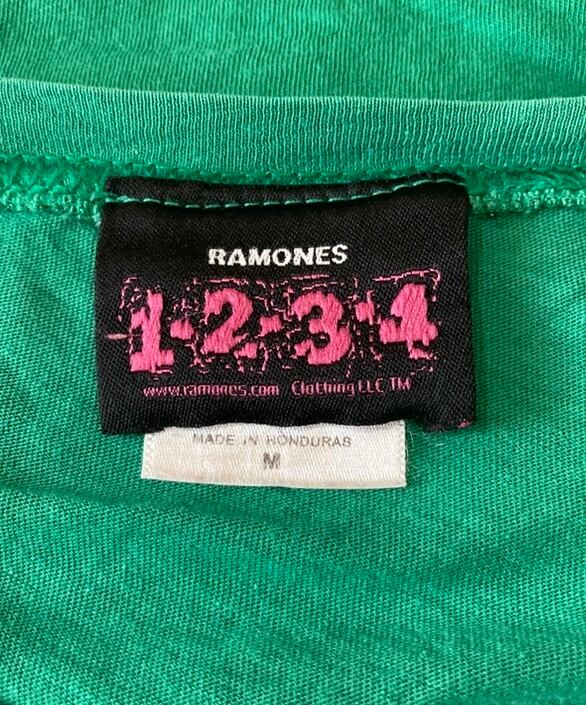 RAMONES
1-2-3-4
www.ramones.com Clothing LLC TM
MADE IN HONDURAS
M